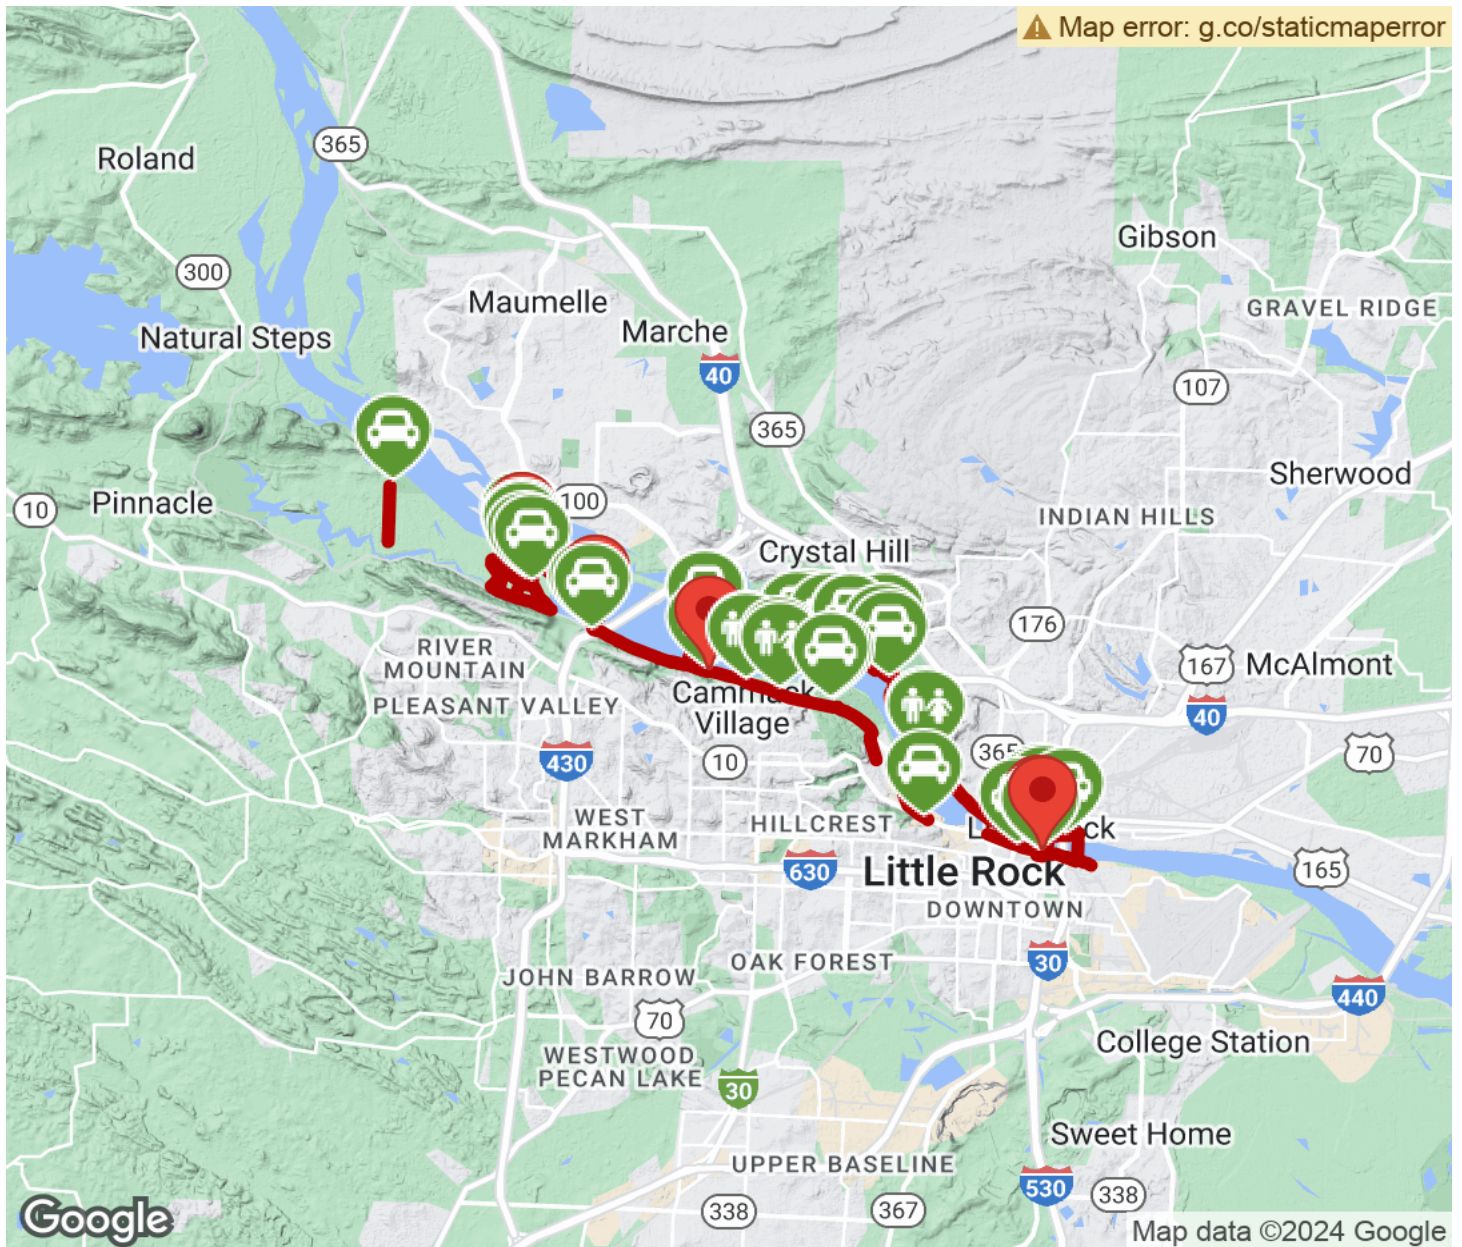 Map error: g.co/staticmaperror
365
Roland
Gibson
300
Maumelle
GRAVEL RIDGE
Natural Steps
Marche
40
107
365
Sherwood
10
Pinnacle
100
INDIAN HILLS
Crystal Hill
176
RIVER
MOUNTAIN
167
McAlmont
PLEASANT VALLEY
Cammack
Village
40
10
365
70
430
WEST
MARKHAM
HILLCREST
630
Little Rock
165
DOWNTOWN
OAK FOREST
30
JOHN BARROW
440
70
College Station
WESTWOOD
PECAN LAKE
30
Sweet Home
UPPER BASELINE
530
338
338
367
Google
Map data ©2024 Google